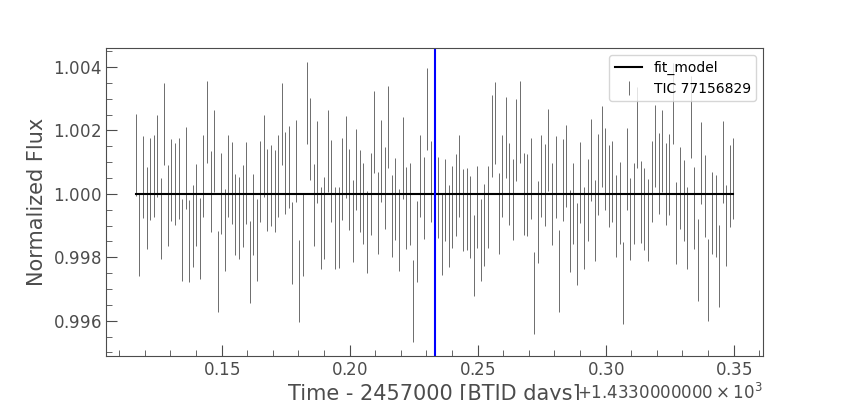 1.004
1.002
1.000
0.998
0.996
Normalized Flux
fit_model
TIC 77156829
0.15
0.20
0.25
0.30
0.35
Time - 2457000 [BTJD days]
+1.4330000000 × 10³